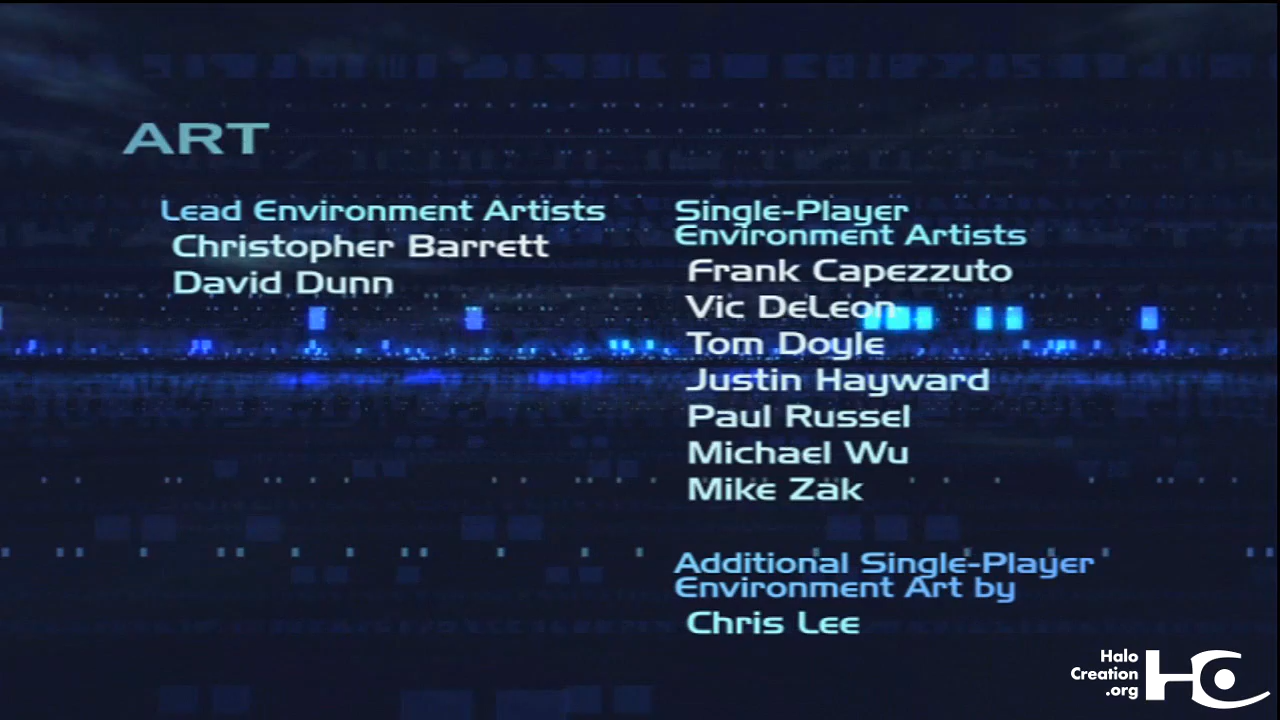 ART
Lead Environment Artists
Christopher Barrett
David Dunn
Single-Player
Environment Artists
Frank Capezzuto
Vic DeLeon
Tom Doyle
Justin Hayward
Paul Russel
Michael Wu
Mike Zak
Additional Single-Player
Environment Art by
Chris Lee
Halo
Creation
.org
HC